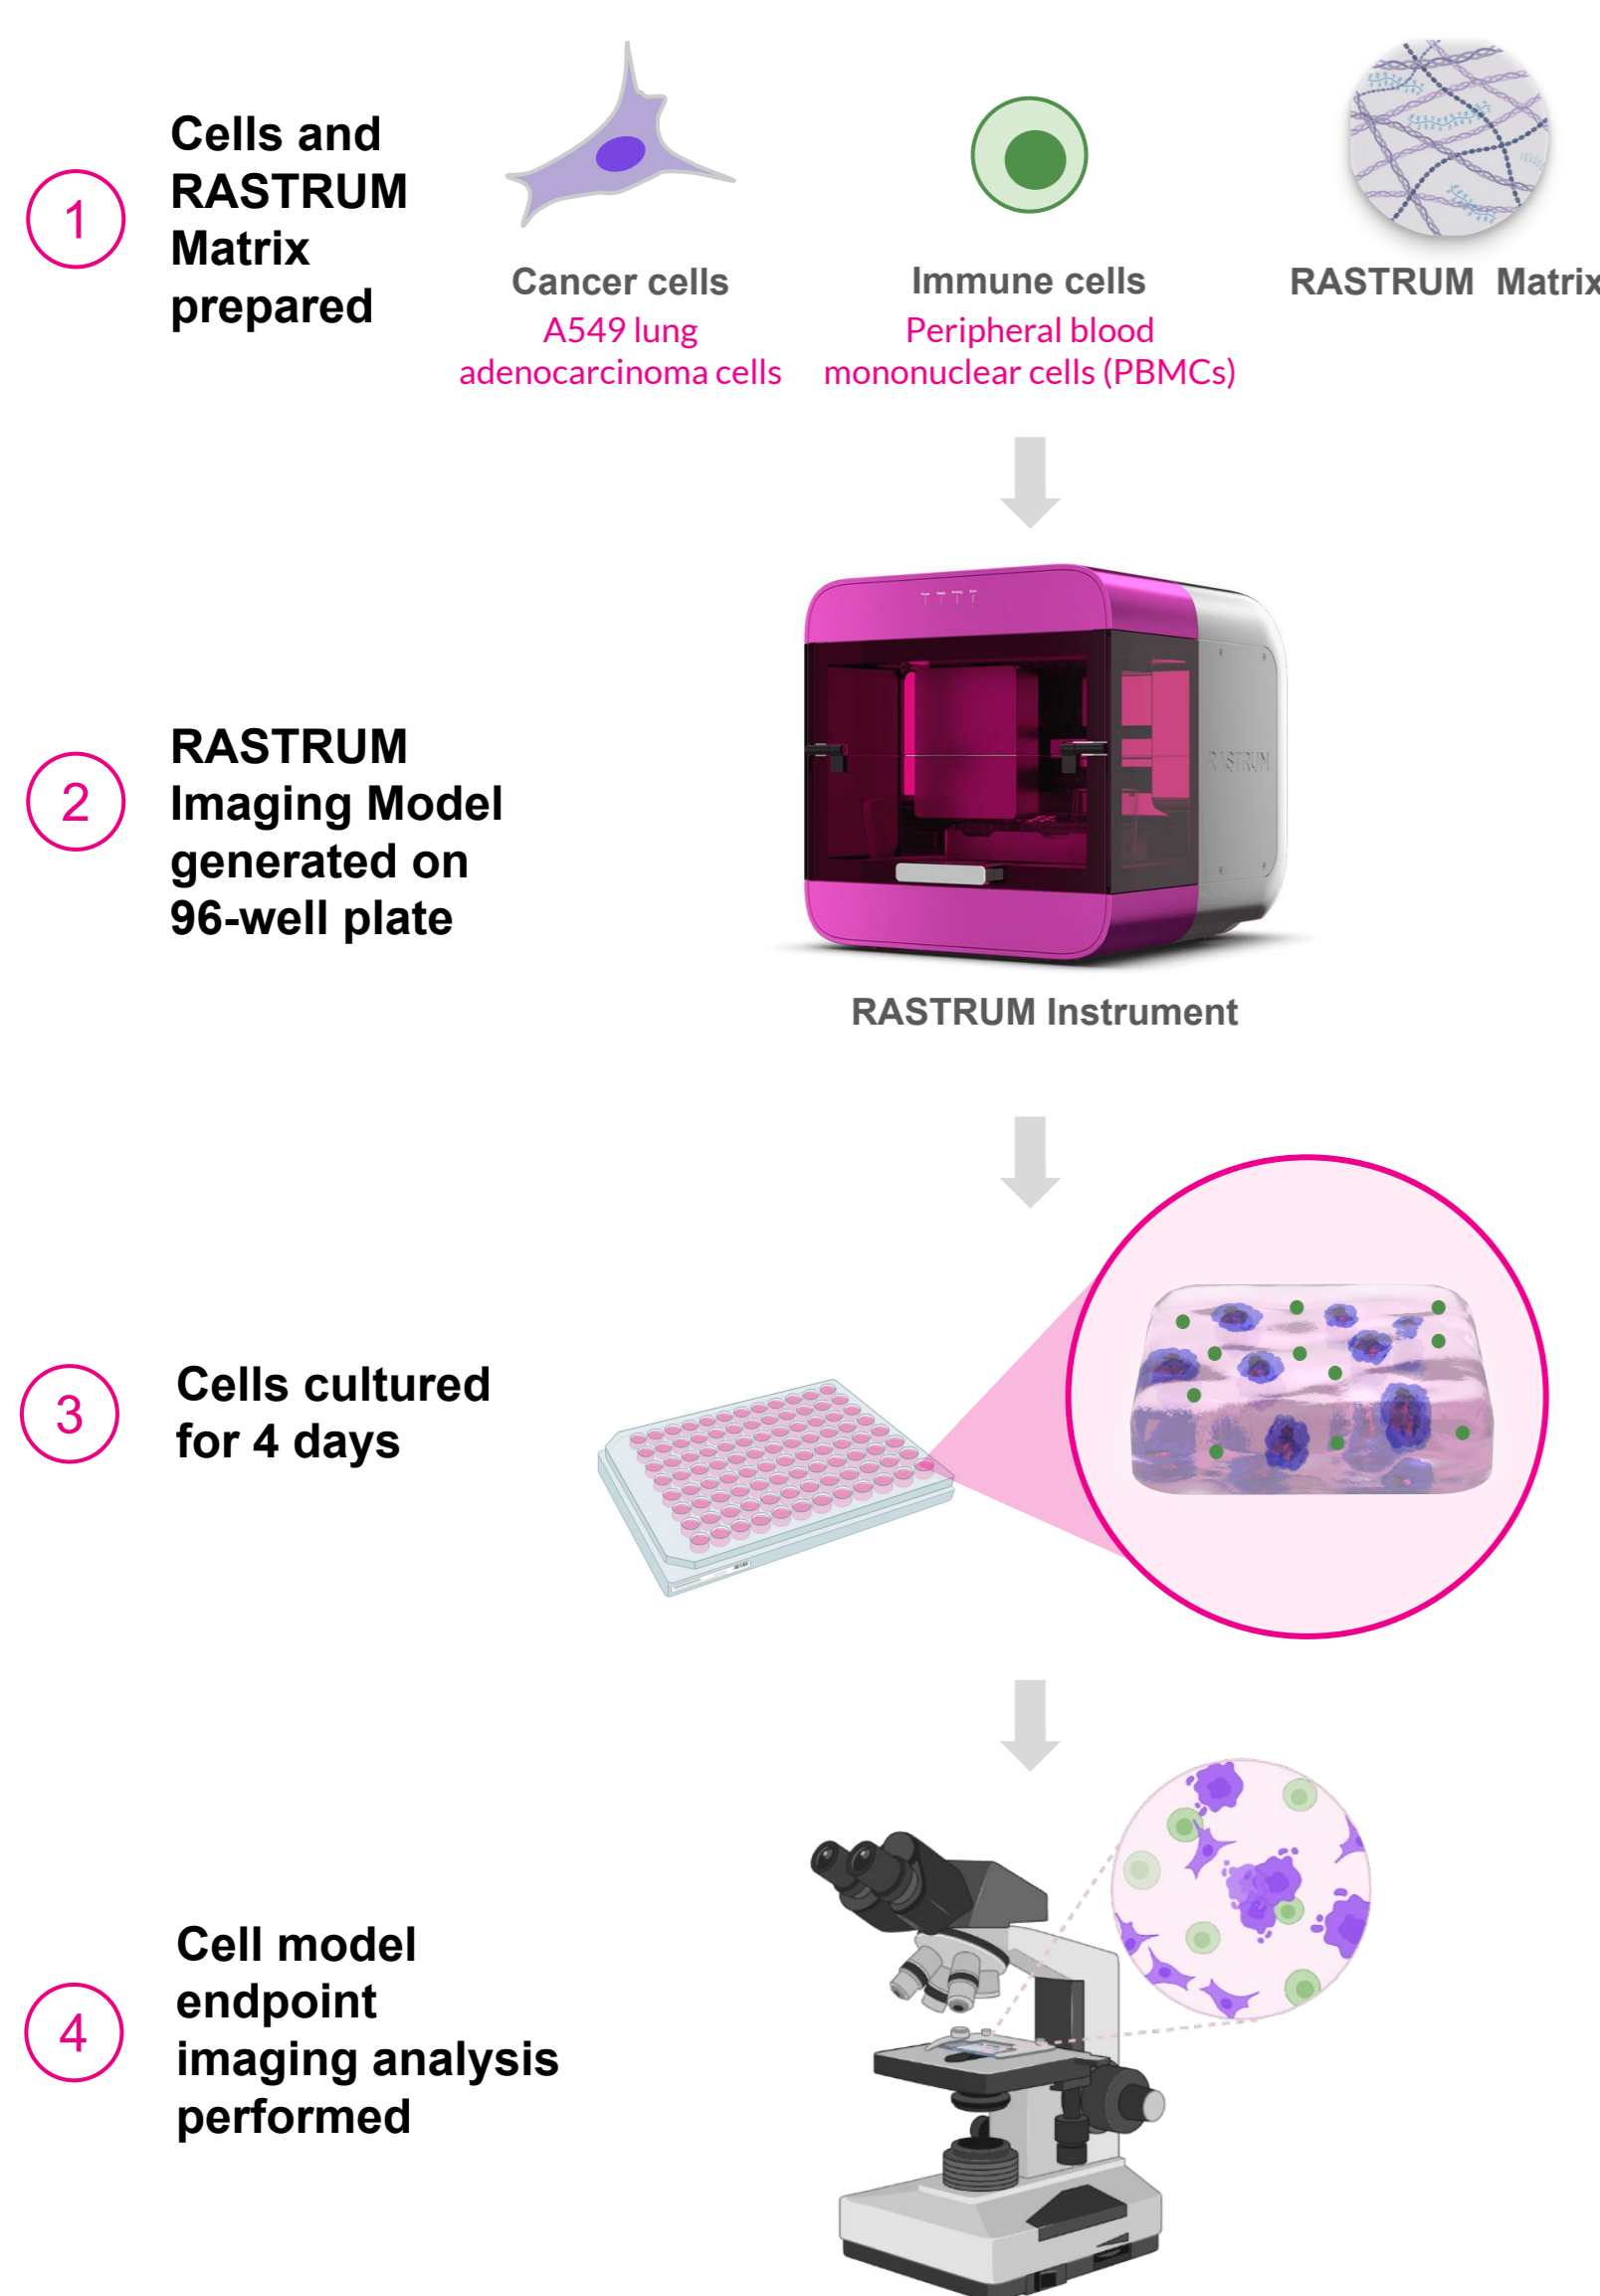 1
Cells and
RASTRUM
Matrix
prepared
Cancer cells
A549 lung
adenocarcinoma cells
Immune cells
Peripheral blood
mononuclear cells (PBMCs)
RASTRUM Matrix
2
RASTRUM
Imaging Model
generated on
96-well plate
RASTRUM
RASTRUM Instrument
3
Cells cultured
for 4 days
4
Cell model
endpoint
imaging analysis
performed